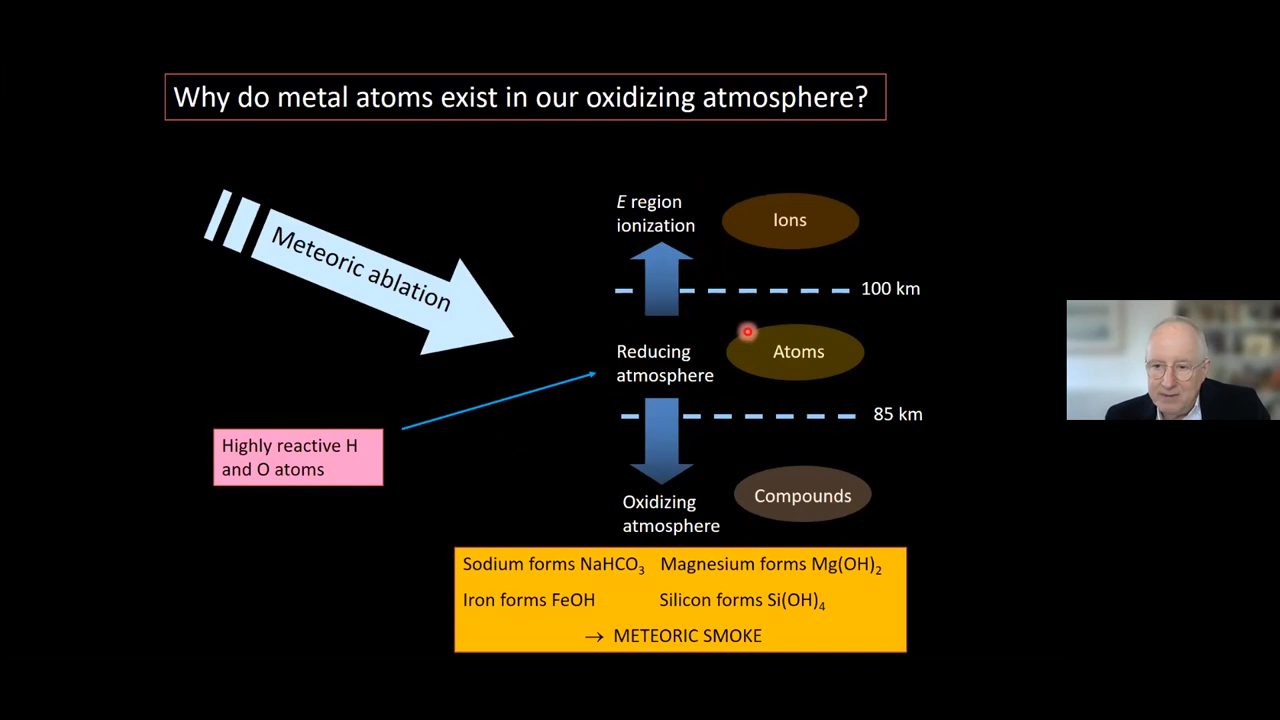 Why do metal atoms exist in our oxidizing atmosphere?
Meteoric ablation
E region
ionization
Ions
100 km
Reducing
atmosphere
Atoms
85 km
Highly reactive H
and O atoms
Oxidizing
atmosphere
Compounds
Sodium forms NaHCO₃ Magnesium forms Mg(OH)₂
Iron forms FeOH Silicon forms Si(OH)₄
→ METEORIC SMOKE